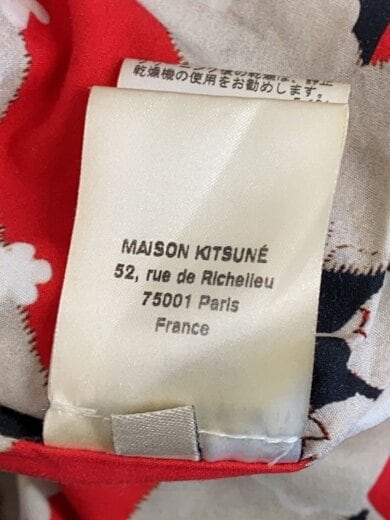 乾燥機の使用をお勧めします。
MAISON KITSUNÉ
52, rue de Richelieu
75001 Paris
France